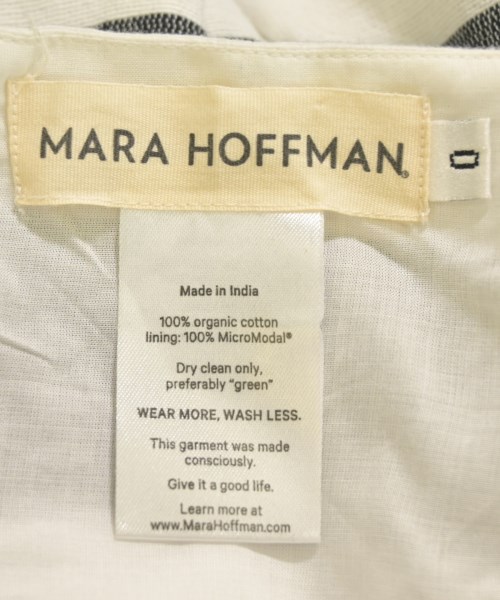 MARA HOFFMAN®
0
Made in India
100% organic cotton
lining: 100% MicroModal®
Dry clean only,
preferably “green”
WEAR MORE, WASH LESS.
This garment was made
consciously.
Give it a good life.
Learn more at
www.MaraHoffman.com